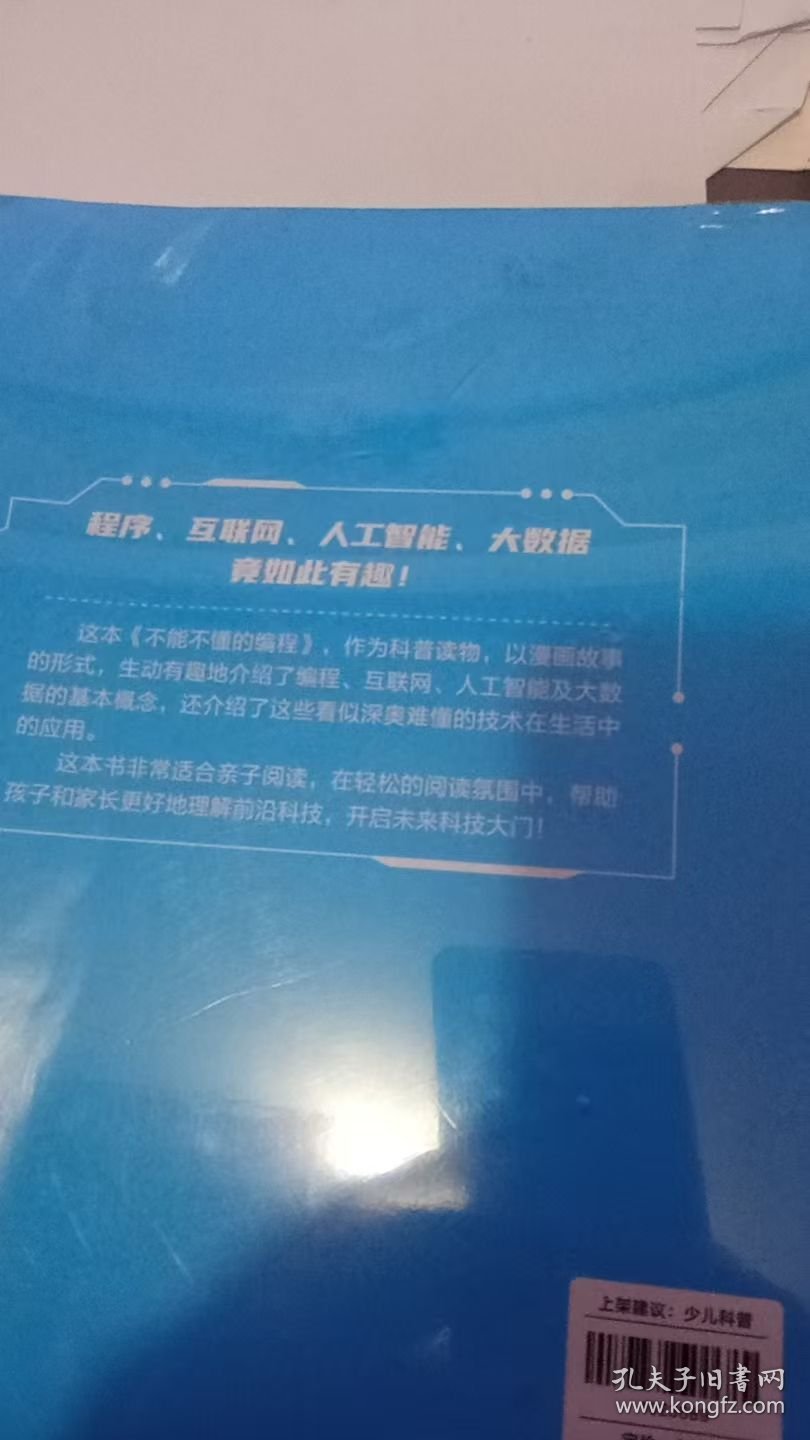 程序、互联网、人工智能、大数据
竟如此有趣！
这本《不能不懂的编程》，作为科普读物，以漫画故事
的形式，生动有趣地介绍了编程、互联网、人工智能及大数
据的基本概念，还介绍了这些看似深奥难懂的技术在生活中
的应用。
这本书非常适合亲子阅读，在轻松的阅读氛围中，帮助
孩子和家长更好地理解前沿科技，开启未来科技大门！
上架建议：少儿科普
孔夫子旧书网
www.kongfz.com